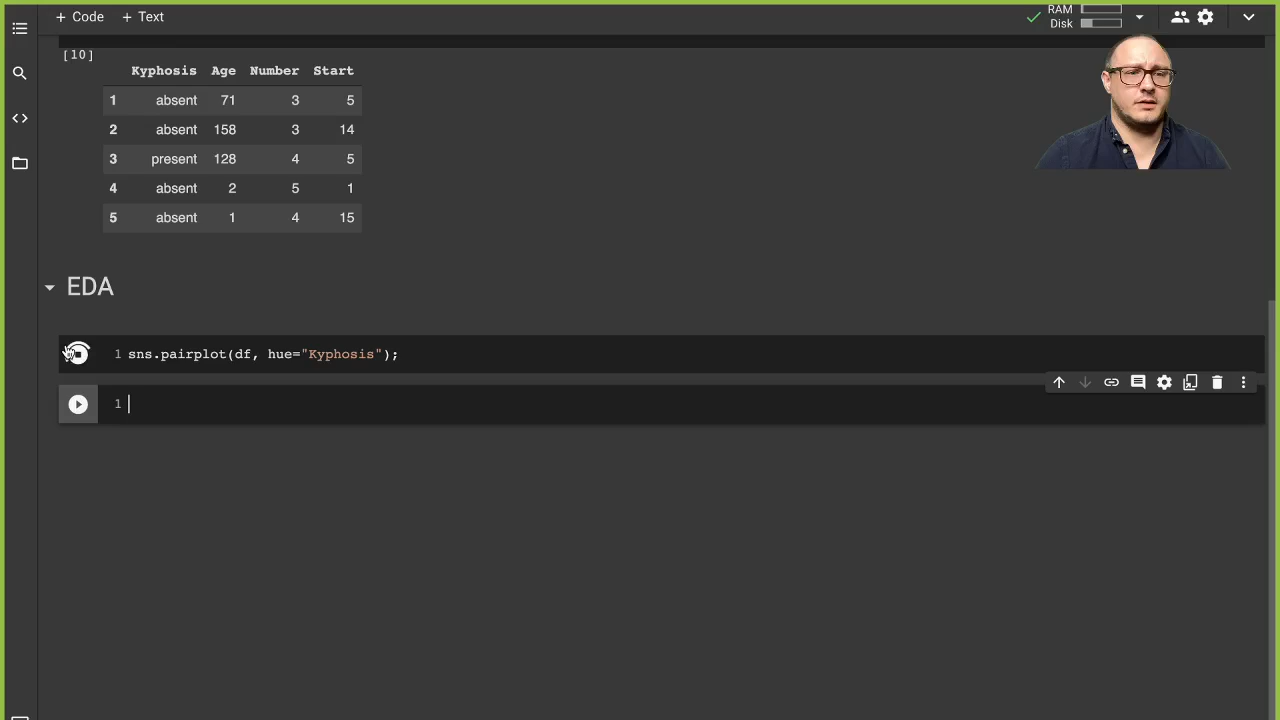 + Code + Text
RAM
Disk
[10]
Kyphosis Age Number Start
1 absent 71 3 5
2 absent 158 3 14
3 present 128 4 5
4 absent 2 5 1
5 absent 1 4 15
EDA
1 sns.pairplot(df, hue="Kyphosis");
1